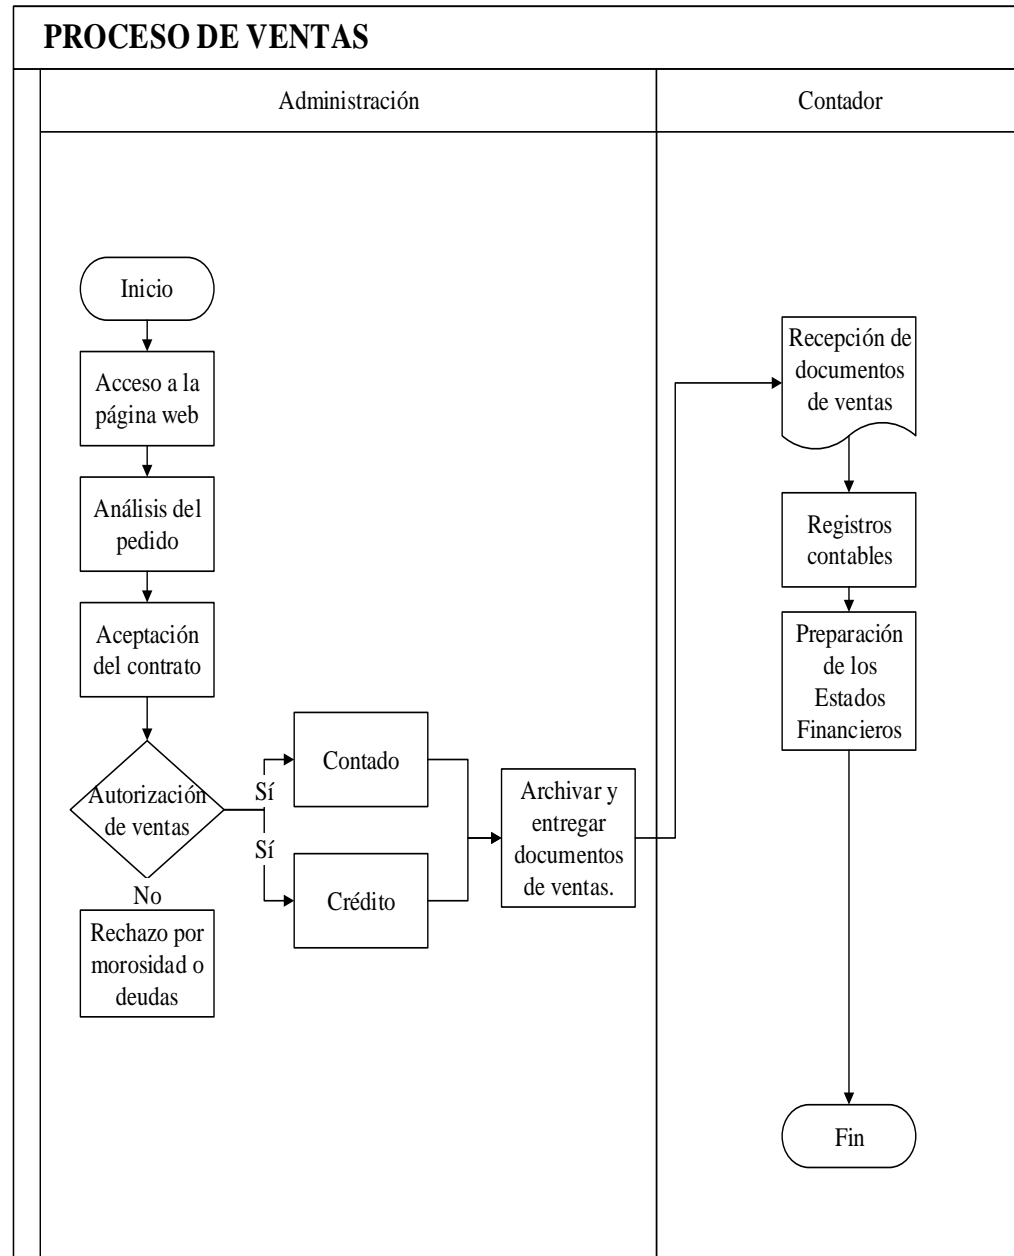 PROCESO DE VENTAS
Administración
Contador
Inicio
Acceso a la
página web
Análisis del
pedido
Aceptación
del contrato
Autorización
de ventas
Sí
Sí
No
Rechazo por
morosidad o
deudas
Contado
Crédito
Archivar y
entregar
documentos
de ventas.
Recepción de
documentos
de ventas
Registros
contables
Preparación
de los
Estados
Financieros
Fin